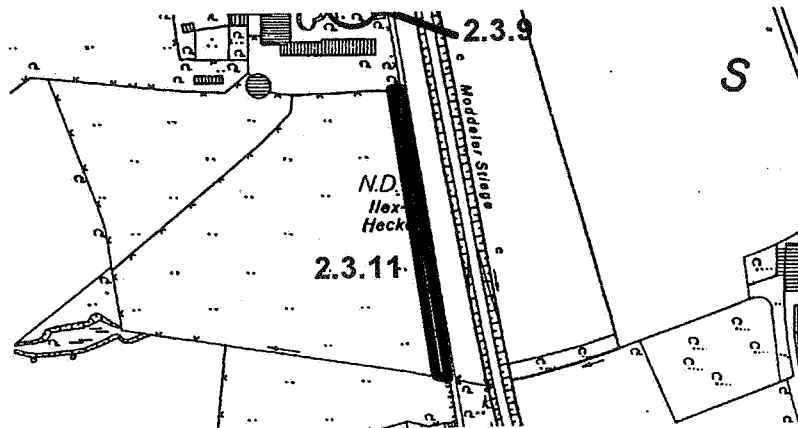 2.3.9
S
Moddelar Stiege
N.D.
Ilex-
Hecke
2.3.11